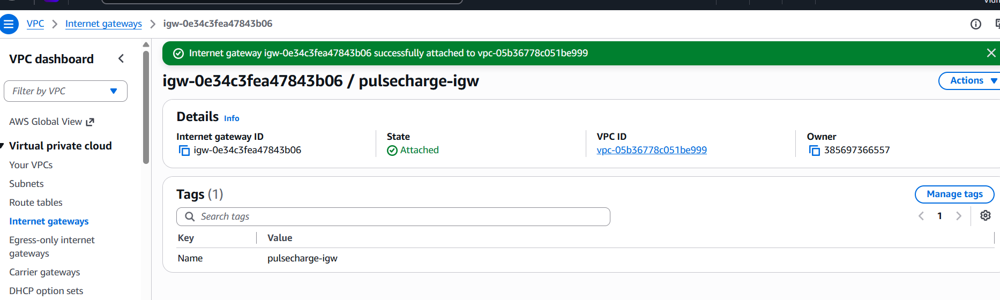 VPC > Internet gateways > igw-0e34c3fea47843b06
VPC dashboard
Filter by VPC
AWS Global View
Virtual private cloud
Your VPCs
Subnets
Route tables
Internet gateways
Egress-only internet
gateways
Carrier gateways
DHCP option sets
Internet gateway igw-0e34c3fea47843b06 successfully attached to vpc-05b36778c051be999
igw-0e34c3fea47843b06 / pulsecharge-igw
Actions
Details Info
Internet gateway ID
igw-0e34c3fea47843b06
State
Attached
VPC ID
vpc-05b36778c051be999
Owner
385697366557
Tags (1)
Manage tags
Search tags
1
Key Value
Name pulsecharge-igw